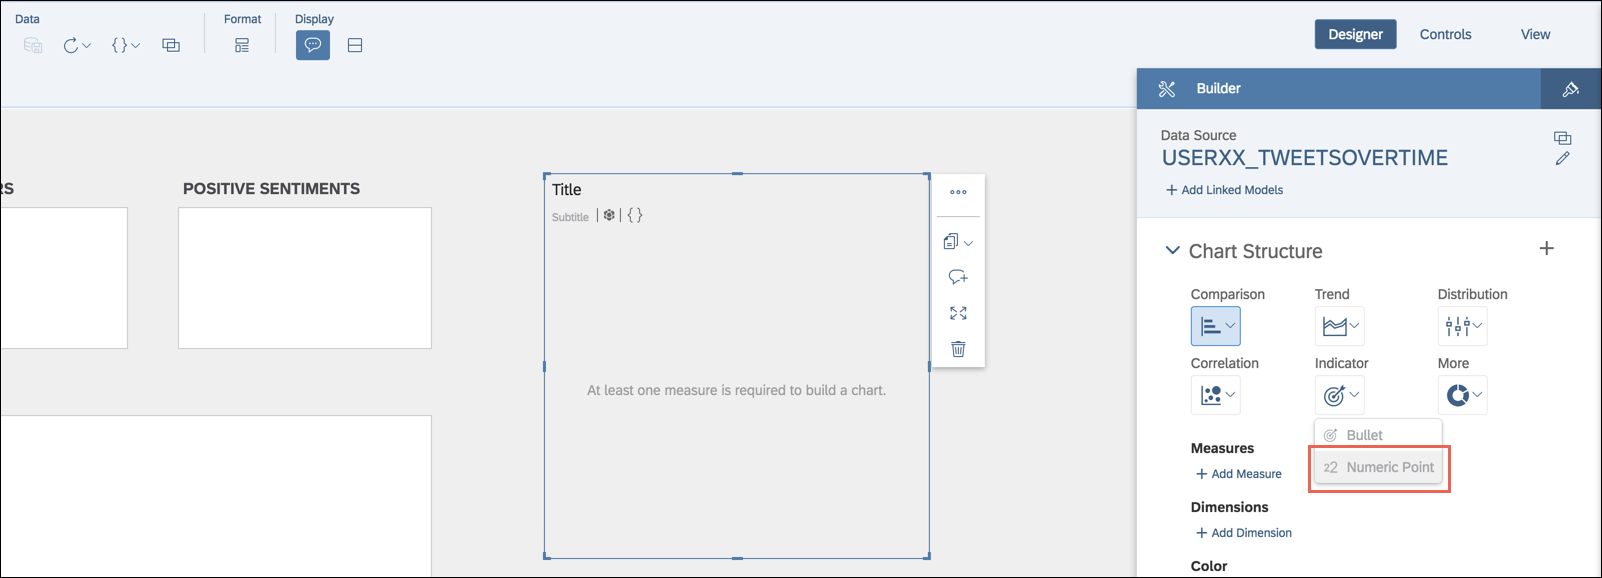 Data
Format
Display
Designer
Controls
View
Builder
Data Source
USERXX_TWEETSOVERTIME
+ Add Linked Models
RS
POSITIVE SENTIMENTS
Title
Subtitle | | { }
At least one measure is required to build a chart.
Chart Structure
Comparison
Trend
Distribution
Correlation
Indicator
More
Bullet
22 Numeric Point
Measures
+ Add Measure
Dimensions
+ Add Dimension
Color